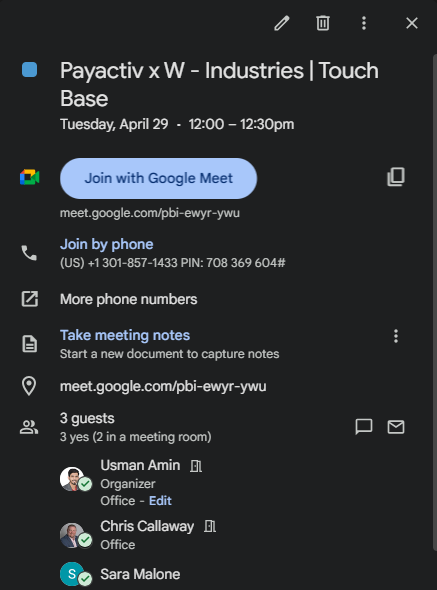 Payactiv x W - Industries | Touch
Base
Tuesday, April 29 · 12:00 – 12:30pm
Join with Google Meet
meet.google.com/pbi-ewyr-ywu
Join by phone
(US) +1 301-857-1433 PIN: 708 369 604#
More phone numbers
Take meeting notes
Start a new document to capture notes
meet.google.com/pbi-ewyr-ywu
3 guests
3 yes (2 in a meeting room)
Usman Amin
Organizer
Office - Edit
Chris Callaway
Office
S Sara Malone